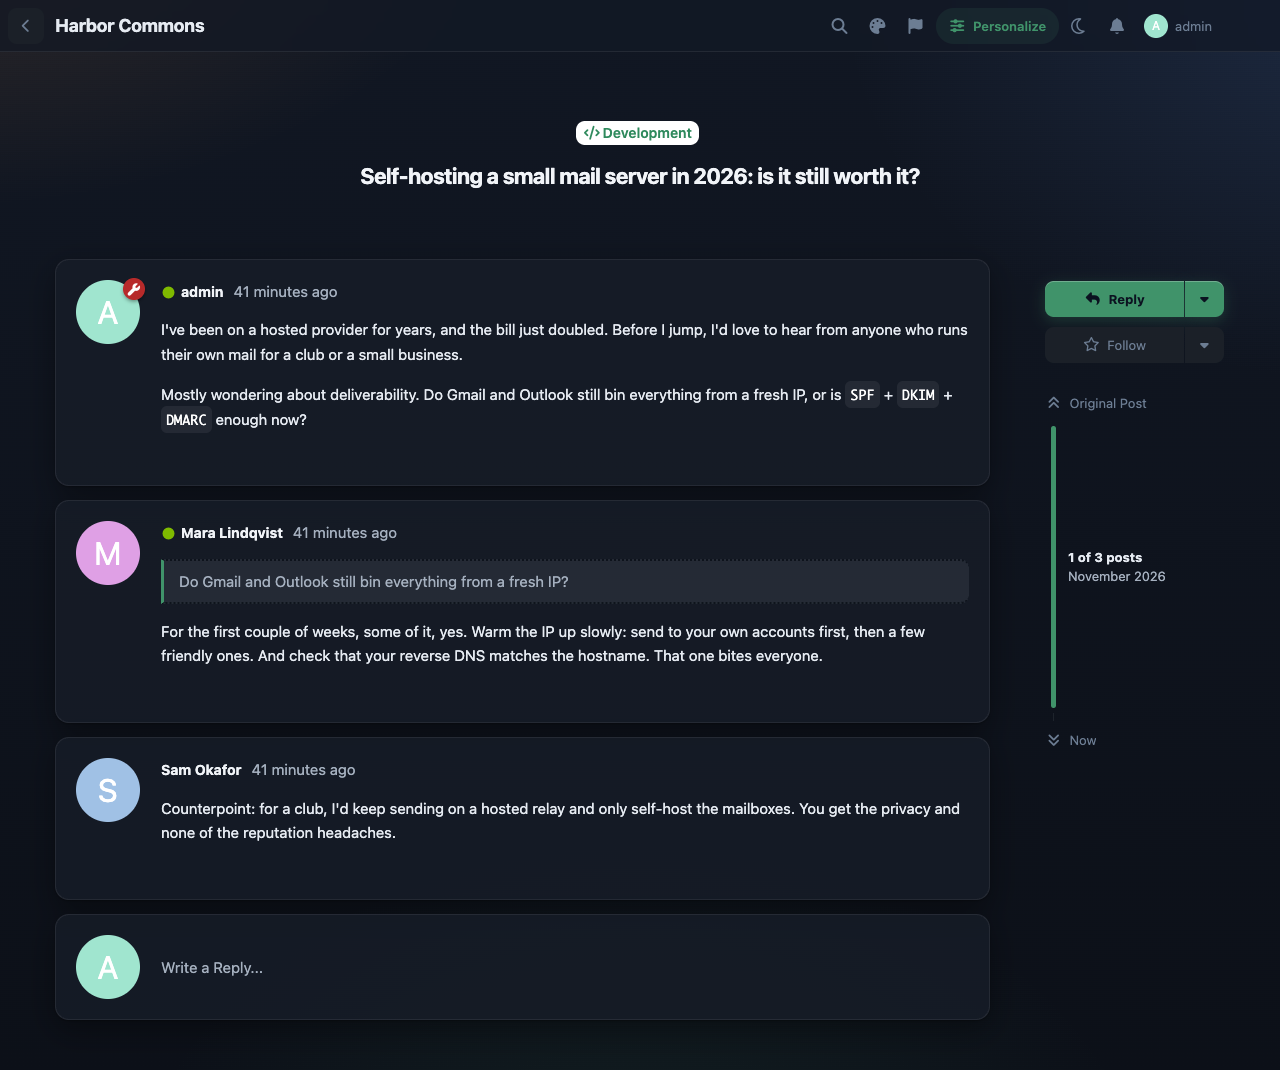 Harbor Commons
Personalize
A
admin
Development
Self-hosting a small mail server in 2026: is it still worth it?
A
admin 41 minutes ago
I've been on a hosted provider for years, and the bill just doubled. Before I jump, I'd love to hear from anyone who runs
their own mail for a club or a small business.
Mostly wondering about deliverability. Do Gmail and Outlook still bin everything from a fresh IP, or is SPF + DKIM +
DMARC enough now?
Reply
Follow
Original Post
1 of 3 posts
November 2026
Now
M
Mara Lindqvist 41 minutes ago
Do Gmail and Outlook still bin everything from a fresh IP?
For the first couple of weeks, some of it, yes. Warm the IP up slowly: send to your own accounts first, then a few
friendly ones. And check that your reverse DNS matches the hostname. That one bites everyone.
S
Sam Okafor 41 minutes ago
Counterpoint: for a club, I'd keep sending on a hosted relay and only self-host the mailboxes. You get the privacy and
none of the reputation headaches.
A
Write a Reply...